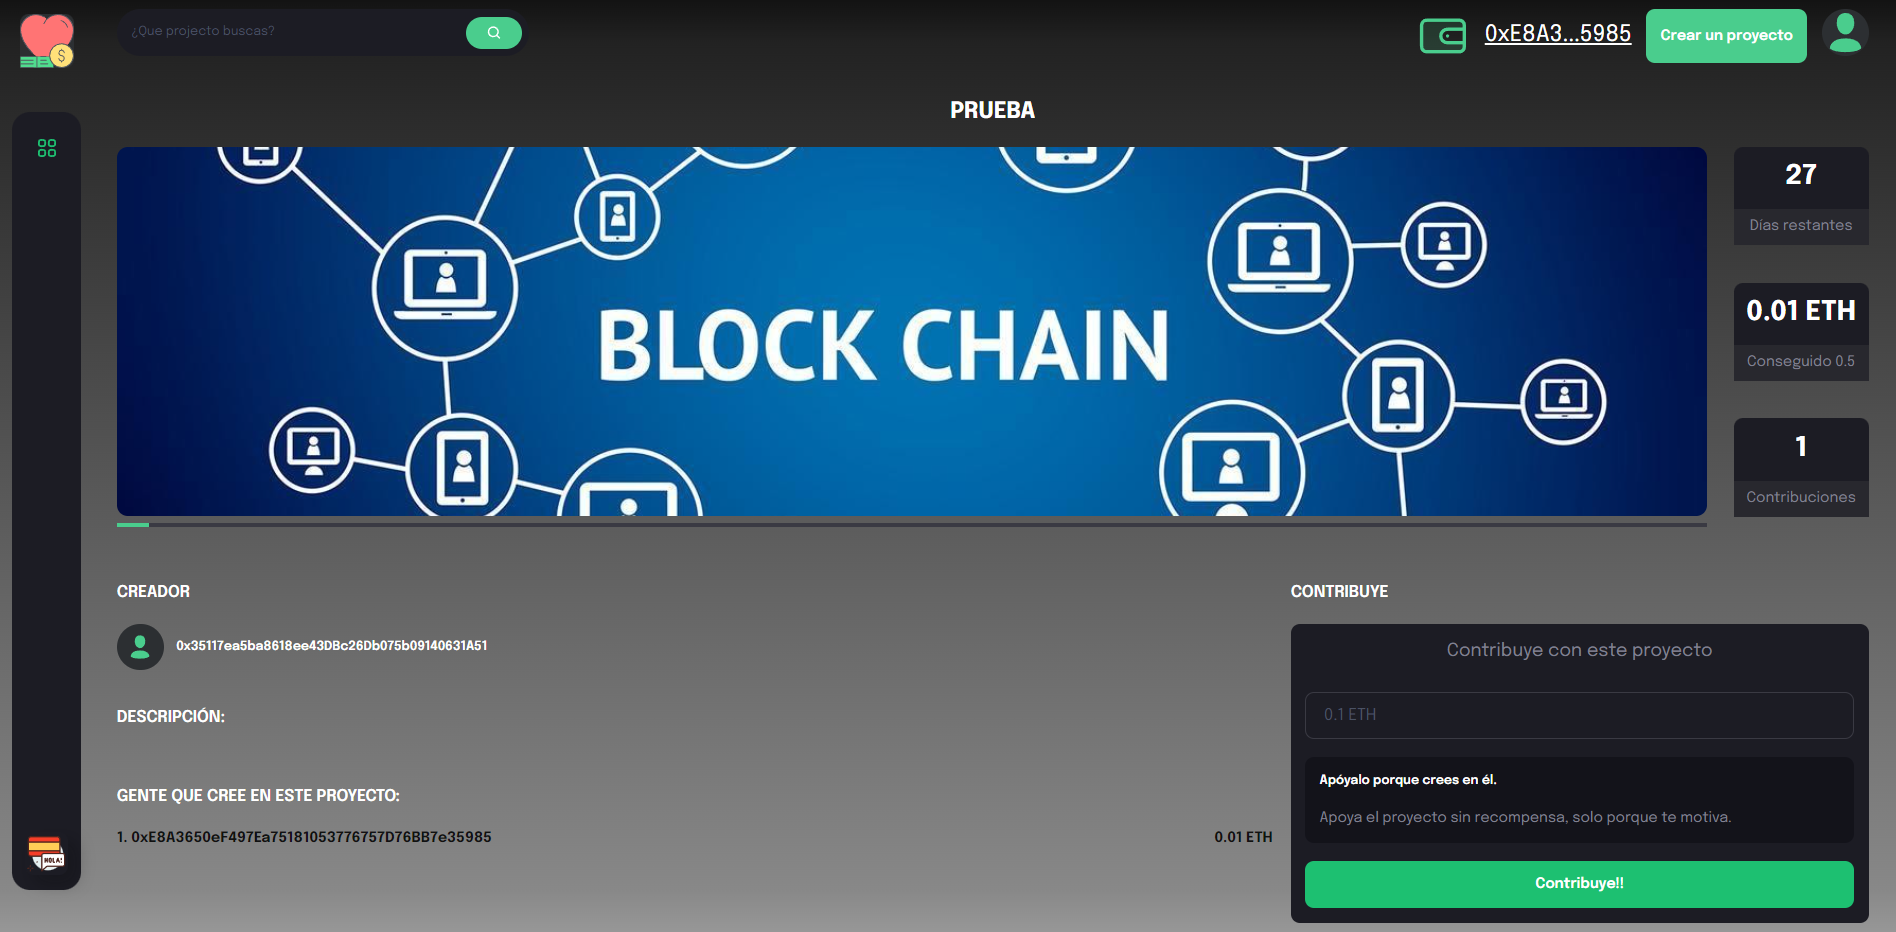 ¿Que projecto buscas?
0xE8A3...5985
Crear un proyecto
$
PRUEBA
BLOCK CHAIN
27
Días restantes
0.01 ETH
Conseguido 0.5
1
Contribuciones
CREADOR
0x35117ea5ba8618ee43DBc26Db075b09140631A51
DESCRIPCIÓN:
GENTE QUE CREE EN ESTE PROYECTO:
1. 0xE8A3650eF497Ea75181053776757D76BB7e35985
0.01 ETH
CONTRIBUYE
Contribuye con este proyecto
0.1 ETH
Apóyalo porque crees en él.
Apoya el proyecto sin recompensa, solo porque te motiva.
Contribuye!!
HOLA!